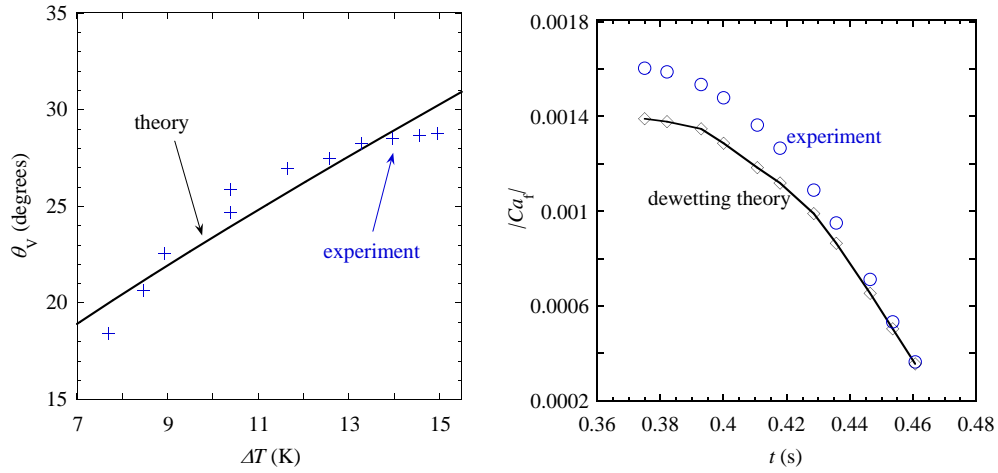 35
30
25
20
15
θV (degrees)
theory
experiment
7
9
11
13
15
ΔT (K)
0.0018
0.0014
0.001
0.0006
0.0002
|Caf|
experiment
dewetting theory
0.36
0.38
0.4
0.42
0.44
0.46
0.48
t (s)